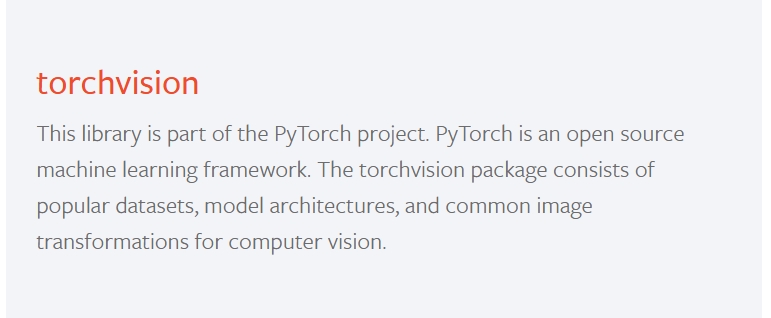 torchvision
This library is part of the PyTorch project. PyTorch is an open source
machine learning framework. The torchvision package consists of
popular datasets, model architectures, and common image
transformations for computer vision.